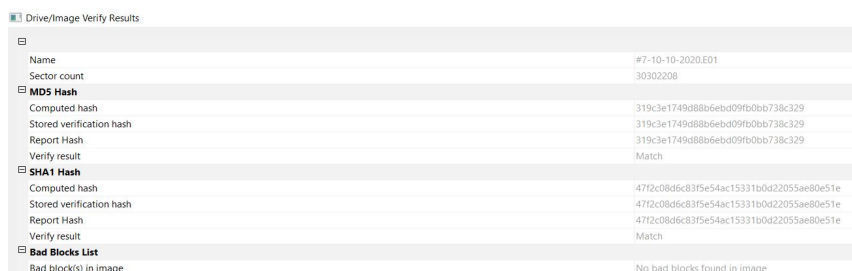 Drive/Image Verify Results
Name #7-10-10-2020.E01
Sector count 30302208
MD5 Hash
Computed hash 319c3e1749d88b6ebd09fb0bb738c329
Stored verification hash 319c3e1749d88b6ebd09fb0bb738c329
Report Hash 319c3e1749d88b6ebd09fb0bb738c329
Verify result Match
SHA1 Hash
Computed hash 47f2c08d6c83f5e54ac15331b0d22055ae80e51e
Stored verification hash 47f2c08d6c83f5e54ac15331b0d22055ae80e51e
Report Hash 47f2c08d6c83f5e54ac15331b0d22055ae80e51e
Verify result Match
Bad Blocks List
Bad block(s) in image No bad blocks found in image